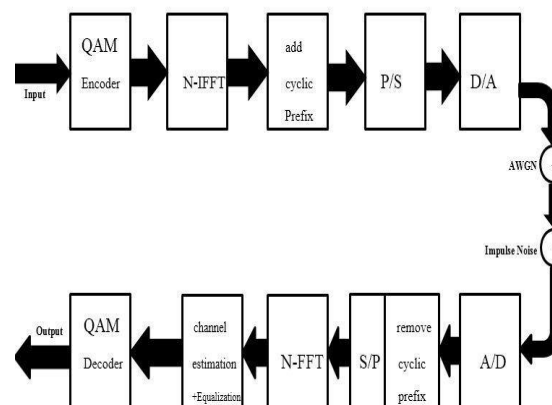 QAM
Encoder
Input
N-IFFT
add
cyclic
Prefix
P/S
D/A
AWGN
Impulse Noise
A/D
remove
cyclic
prefix
S/P
N-FFT
channel
estimation
+Equalization
QAM
Decoder
Output